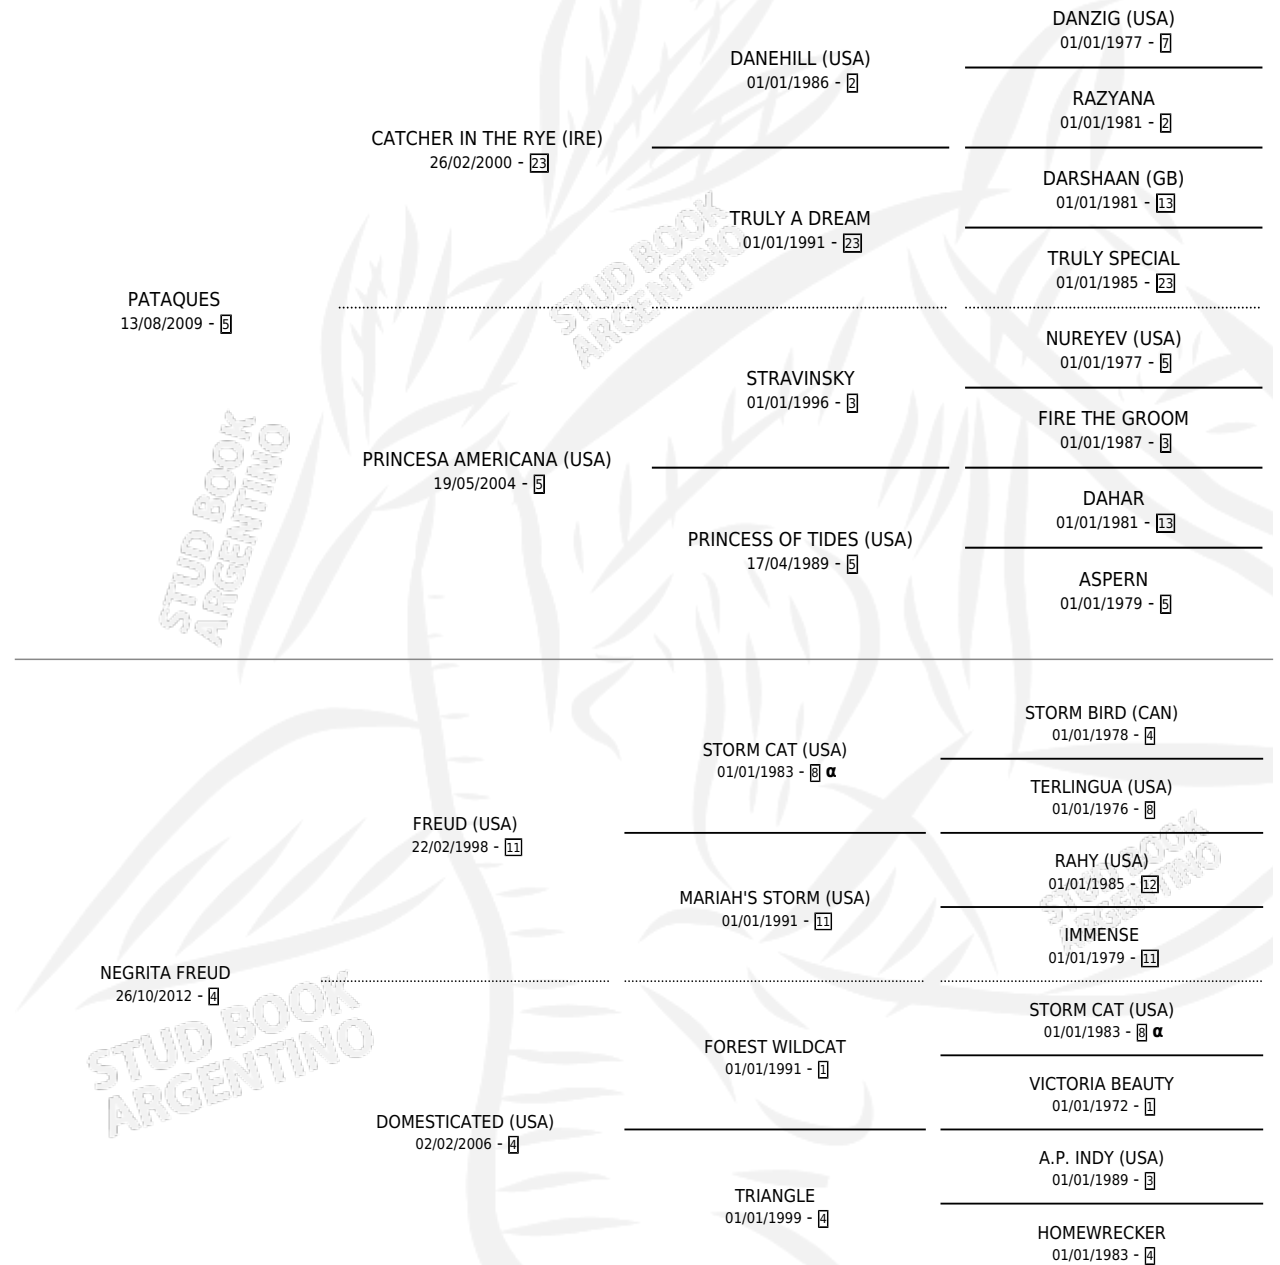 DANZIG (USA)
01/01/1977 - 7
DANEHILL (USA)
01/01/1986 - 2
RAZYANA
01/01/1981 - 2
CATCHER IN THE RYE (IRE)
26/02/2000 - 23
DARSHAAN (GB)
01/01/1981 - 13
TRULY A DREAM
01/01/1991 - 23
TRULY SPECIAL
01/01/1985 - 23
PATAQUES
13/08/2009 - 5
NUREYEV (USA)
01/01/1977 - 5
STRAVINSKY
01/01/1996 - 3
FIRE THE GROOM
01/01/1987 - 3
PRINCESA AMERICANA (USA)
19/05/2004 - 5
DAHAR
01/01/1981 - 13
PRINCESS OF TIDES (USA)
17/04/1989 - 5
ASPERN
01/01/1979 - 5
STORM BIRD (CAN)
01/01/1978 - 4
STORM CAT (USA)
01/01/1983 - 8 α
TERLINGUA (USA)
01/01/1976 - 8
FREUD (USA)
22/02/1998 - 11
RAHY (USA)
01/01/1985 - 12
MARIAH'S STORM (USA)
01/01/1991 - 11
IMMENSE
01/01/1979 - 11
NEGRITA FREUD
26/10/2012 - 4
STORM CAT (USA)
01/01/1983 - 8 α
FOREST WILDCAT
01/01/1991 - 1
VICTORIA BEAUTY
01/01/1972 - 1
DOMESTICATED (USA)
02/02/2006 - 4
A.P. INDY (USA)
01/01/1989 - 3
TRIANGLE
01/01/1999 - 4
HOMEWRECKER
01/01/1983 - 4
STUD BOOK
ARGENTINO
STUD BOOK
ARGENTINO
STUD BOOK
ARGENTINO
STUD BOOK
ARGENTINO